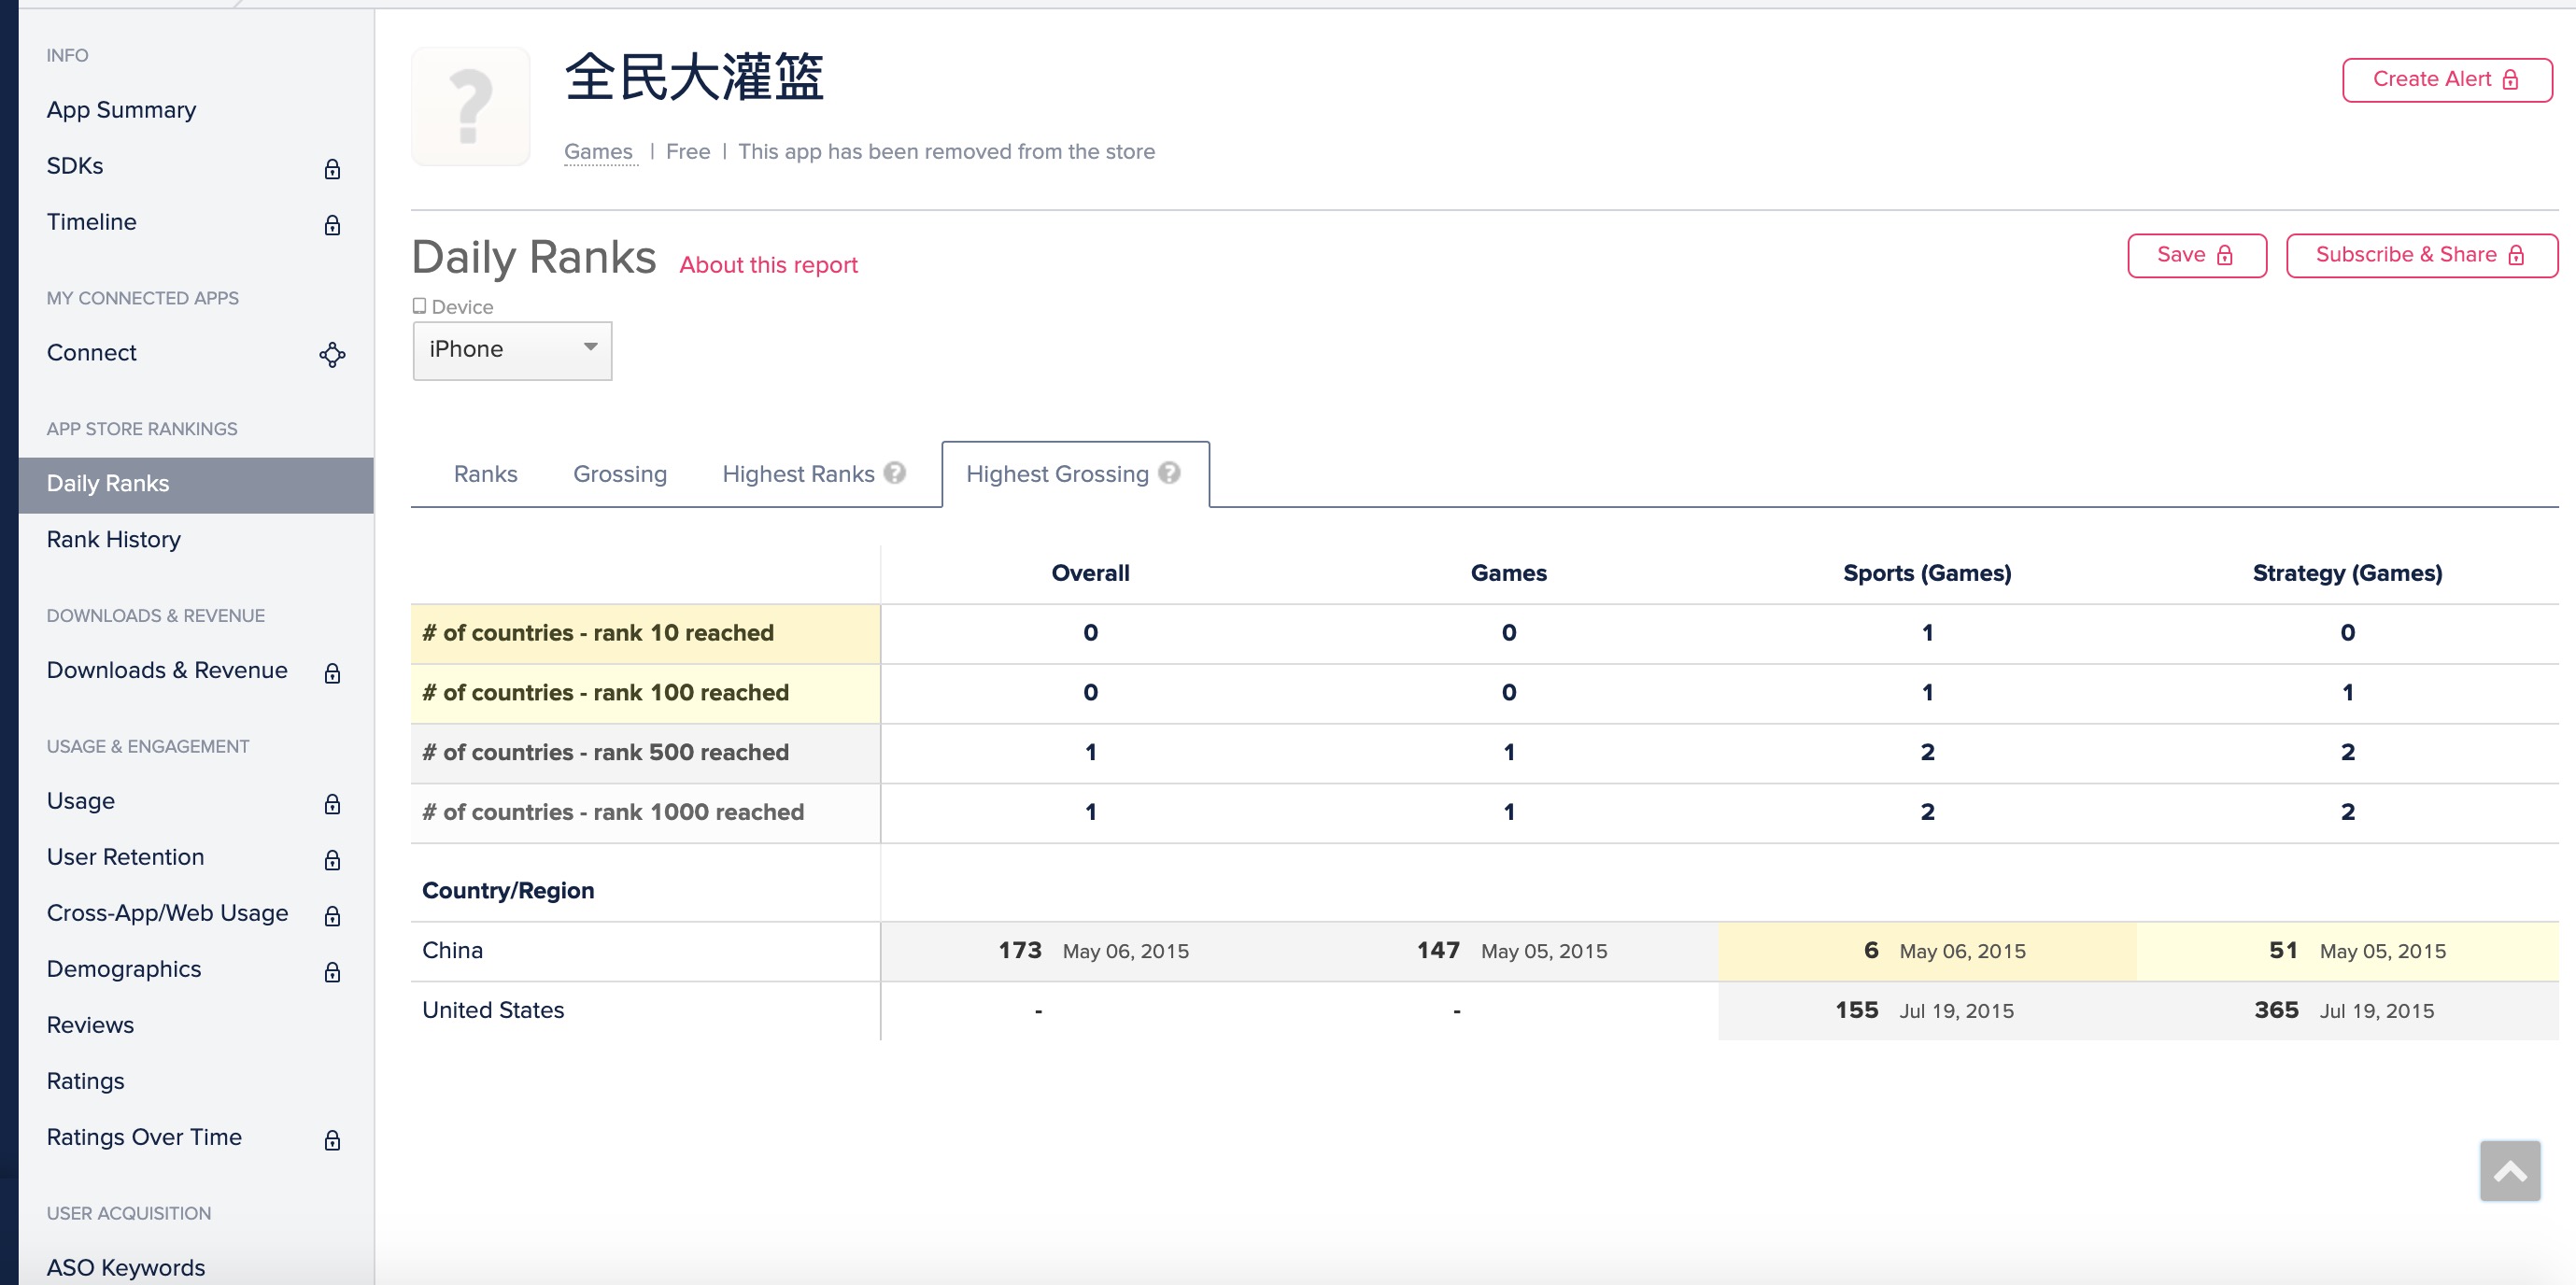 INFO
App Summary
SDKs
Timeline
MY CONNECTED APPS
Connect
APP STORE RANKINGS
Daily Ranks
Rank History
DOWNLOADS & REVENUE
Downloads & Revenue
USAGE & ENGAGEMENT
Usage
User Retention
Cross-App/Web Usage
Demographics
Reviews
Ratings
Ratings Over Time
USER ACQUISITION
ASO Keywords
全民大灌篮
Games | Free | This app has been removed from the store
Create Alert
Daily Ranks About this report
Save Subscribe & Share
Device
iPhone
Ranks Grossing Highest Ranks ? Highest Grossing ?
Overall Games Sports (Games) Strategy (Games)
# of countries - rank 10 reached 0 0 1 0
# of countries - rank 100 reached 0 0 1 1
# of countries - rank 500 reached 1 1 2 2
# of countries - rank 1000 reached 1 1 2 2
Country/Region
China 173 May 06, 2015 147 May 05, 2015 6 May 06, 2015 51 May 05, 2015
United States - - 155 Jul 19, 2015 365 Jul 19, 2015